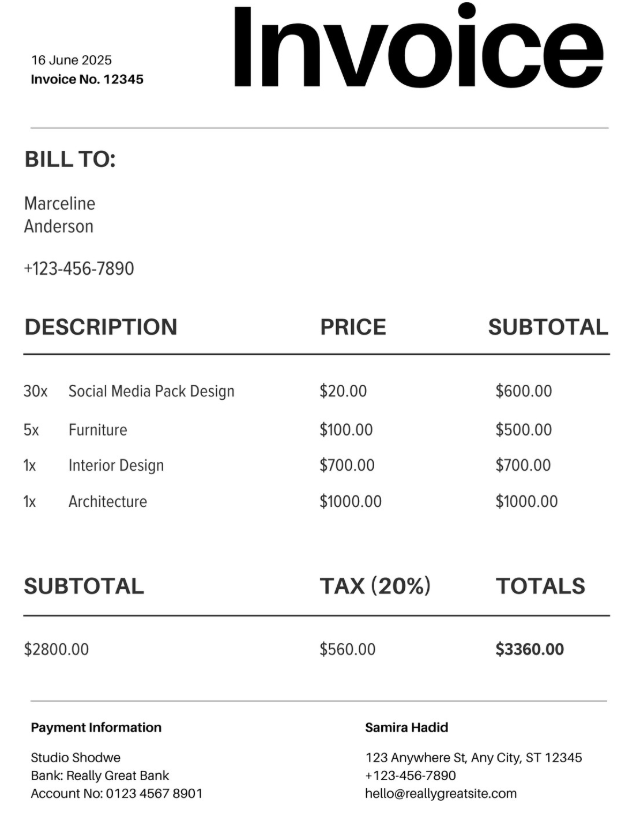 Invoice
16 June 2025
Invoice No. 12345
BILL TO:
Marceline
Anderson
+123-456-7890
DESCRIPTION PRICE SUBTOTAL
30x Social Media Pack Design $20.00 $600.00
5x Furniture $100.00 $500.00
1x Interior Design $700.00 $700.00
1x Architecture $1000.00 $1000.00
SUBTOTAL TAX (20%) TOTALS
$2800.00 $560.00 $3360.00
Payment Information
Studio Shodwe
Bank: Really Great Bank
Account No: 0123 4567 8901
Samira Hadid
123 Anywhere St, Any City, ST 12345
+123-456-7890
hello@reallygreatsite.com